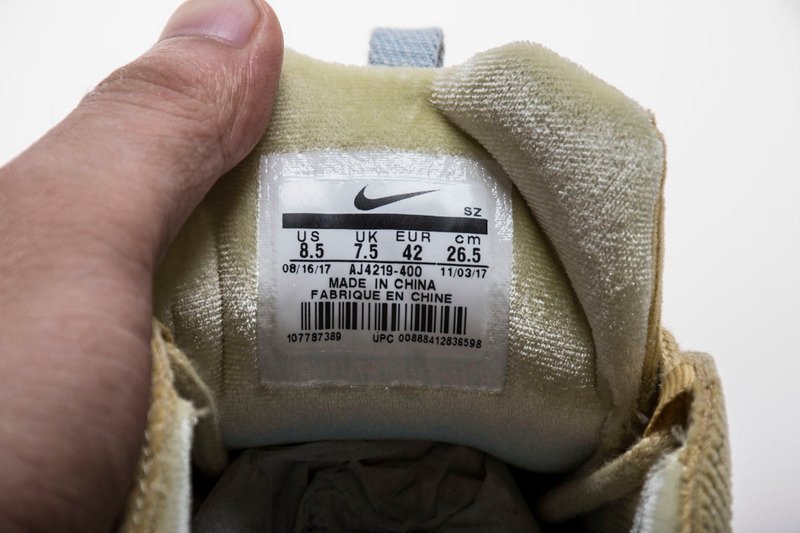 SZ
US UK EUR cm
8.5 7.5 42 26.5
08/16/17 AJ4219-400 11/03/17
MADE IN CHINA
FABRIQUE EN CHINE
107787389 UPC 00888412836598